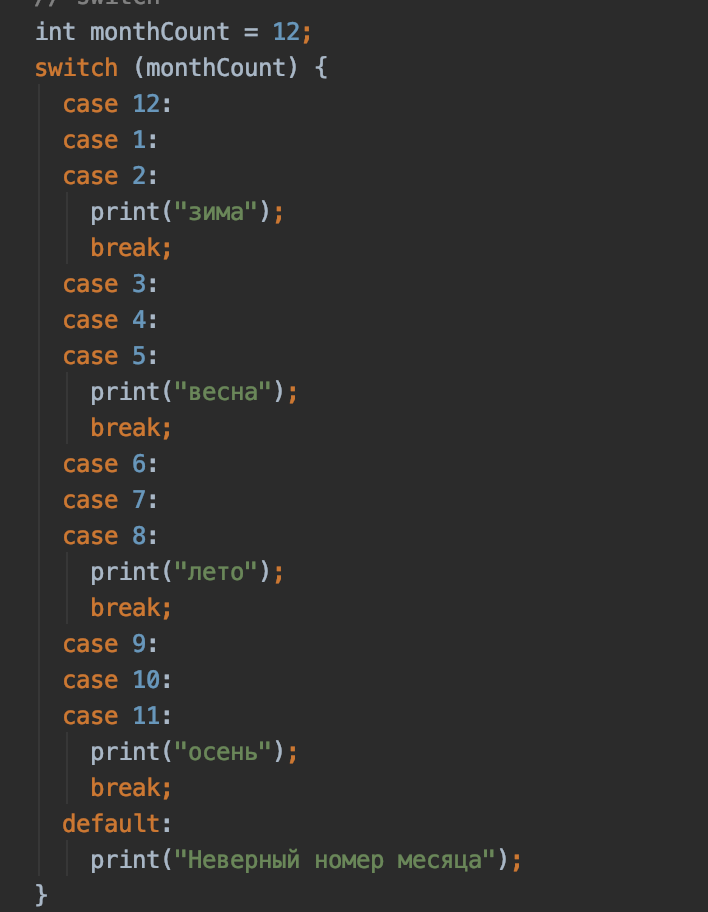 // Switch
int monthCount = 12;
switch (monthCount) {
case 12:
case 1:
case 2:
print("зима");
break;
case 3:
case 4:
case 5:
print("весна");
break;
case 6:
case 7:
case 8:
print("лето");
break;
case 9:
case 10:
case 11:
print("осень");
break;
default:
print("Неверный номер месяца");
}